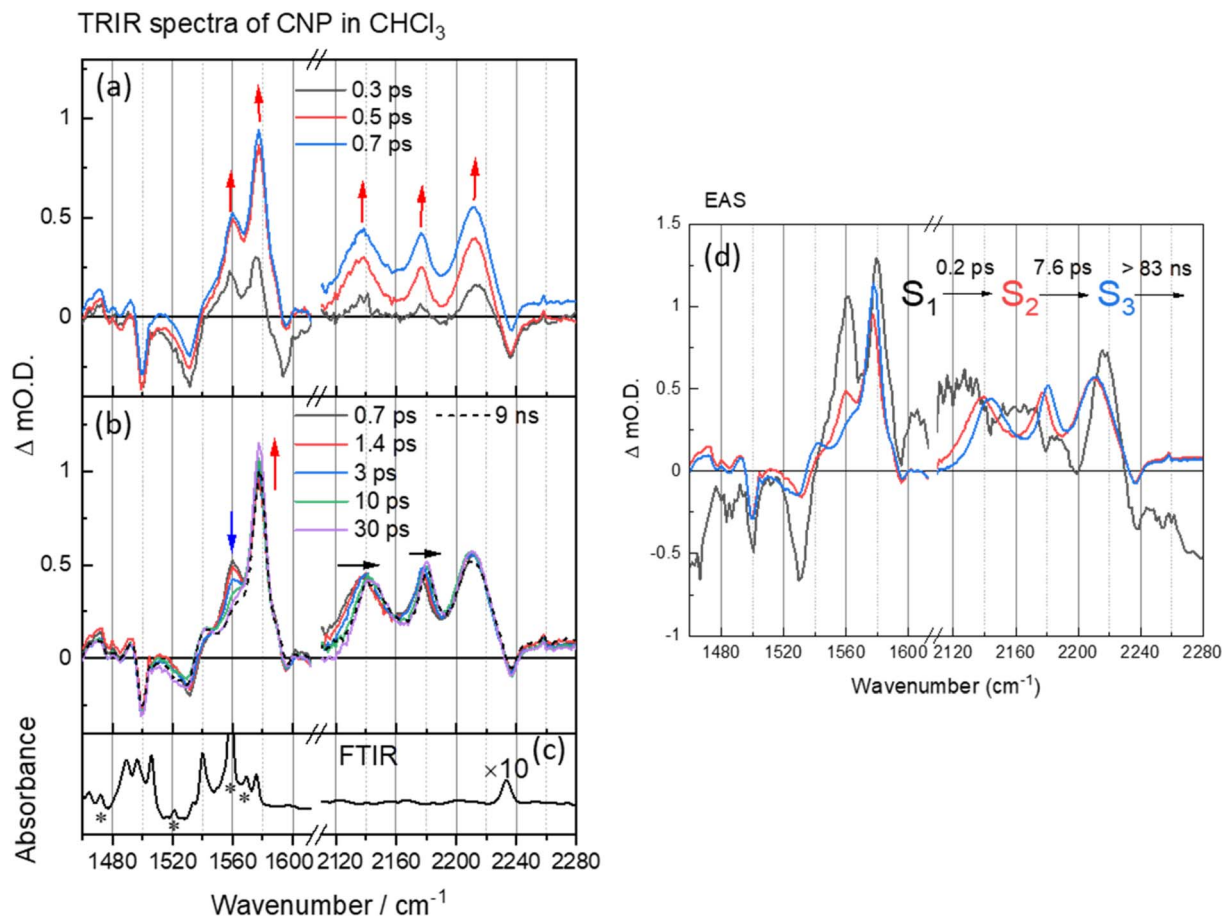 TRIR spectra of CNP in CHCl3
(a)
0.3 ps
0.5 ps
0.7 ps
1
0.5
0
Δ mO.D.
(b)
0.7 ps
9 ns
1.4 ps
3 ps
10 ps
30 ps
1
0.5
0
Δ mO.D.
FTIR
(c)
×10
* * * *
Absorbance
1480 1520 1560 1600 2120 2160 2200 2240 2280
Wavenumber / cm-1
EAS
(d)
0.2 ps 7.6 ps > 83 ns
S1 S2 S3
1.5
1
0.5
0
-0.5
-1
Δ mO.D.
1480 1520 1560 1600 2120 2160 2200 2240 2280
Wavenumber (cm-1)